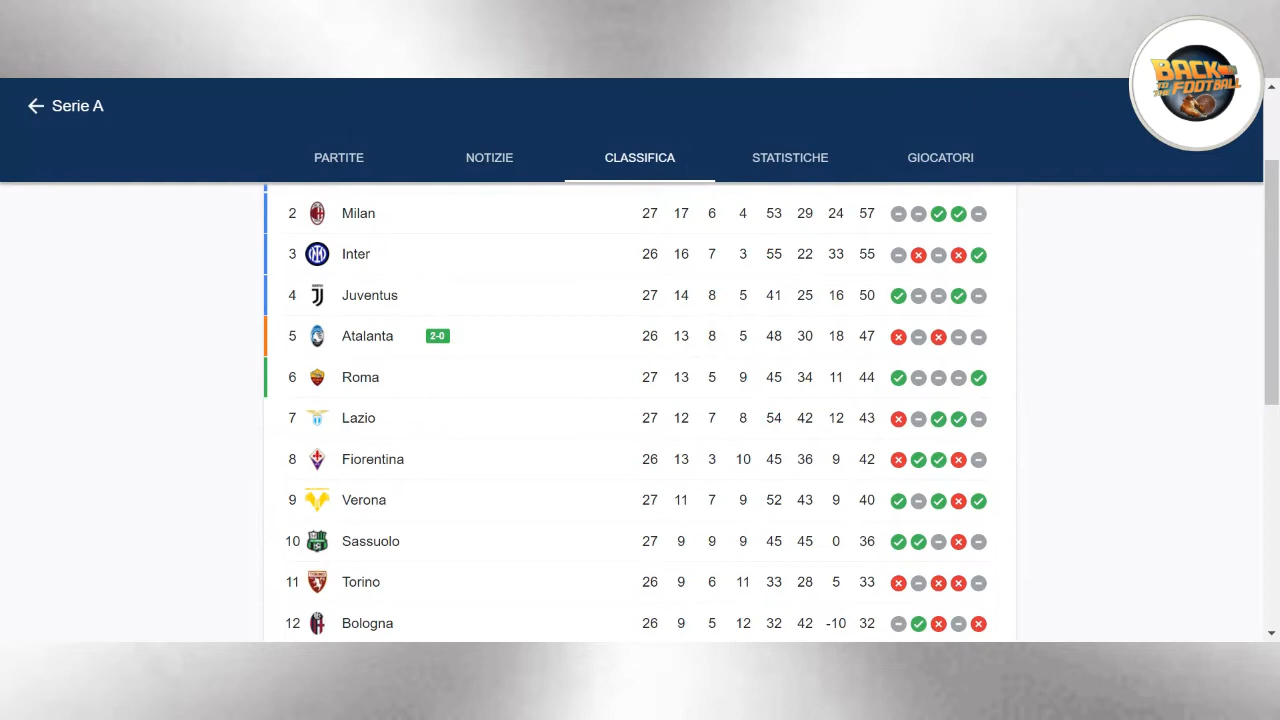 BACK
TO THE FOOTBALL
Serie A
PARTITE NOTIZIE CLASSIFICA STATISTICHE GIOCATORI
2 Milan 27 17 6 4 53 29 24 57
3 Inter 26 16 7 3 55 22 33 55
4 Juventus 27 14 8 5 41 25 16 50
5 Atalanta 2-0 26 13 8 5 48 30 18 47
6 Roma 27 13 5 9 45 34 11 44
7 Lazio 27 12 7 8 54 42 12 43
8 Fiorentina 26 13 3 10 45 36 9 42
9 Verona 27 11 7 9 52 43 9 40
10 Sassuolo 27 9 9 9 45 45 0 36
11 Torino 26 9 6 11 33 28 5 33
12 Bologna 26 9 5 12 32 42 -10 32